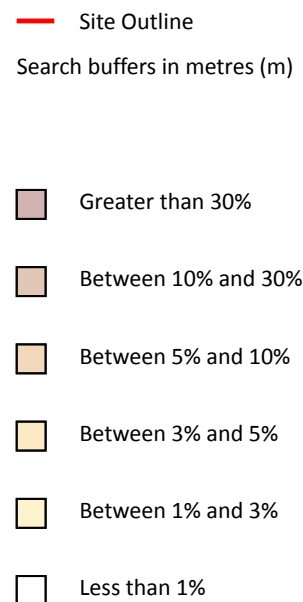 Site Outline
Search buffers in metres (m)
Greater than 30%
Between 10% and 30%
Between 5% and 10%
Between 3% and 5%
Between 1% and 3%
Less than 1%